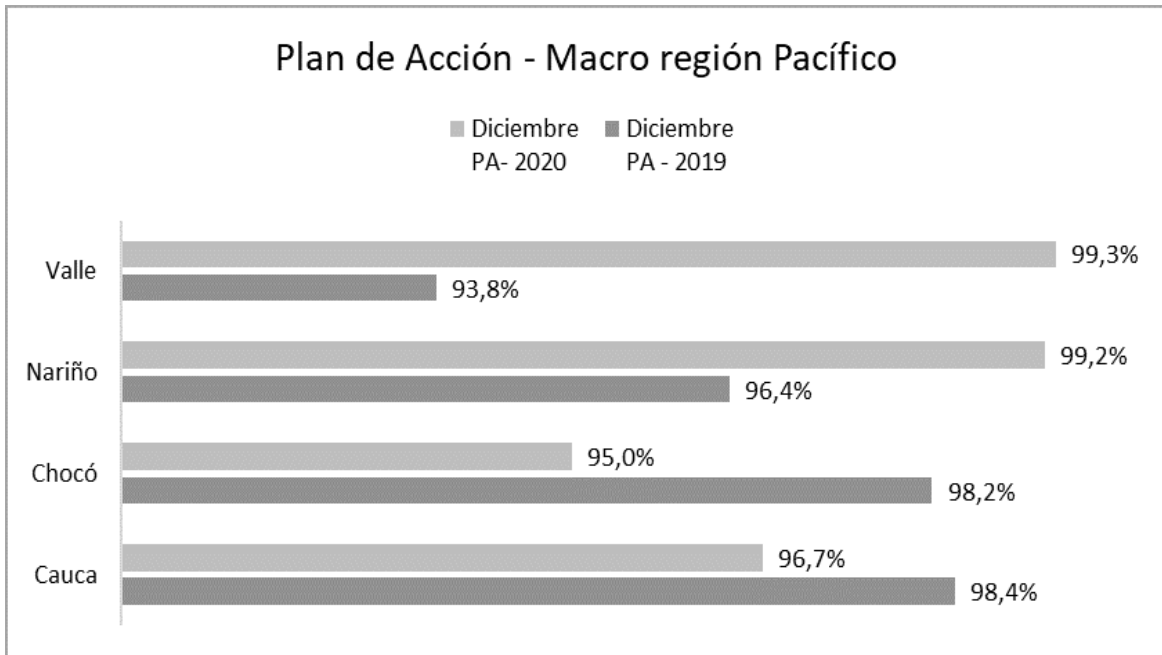 Plan de Acción - Macro región Pacífico
Diciembre PA- 2020
Diciembre PA - 2019
Valle
99,3%
93,8%
Nariño
99,2%
96,4%
Chocó
95,0%
98,2%
Cauca
96,7%
98,4%